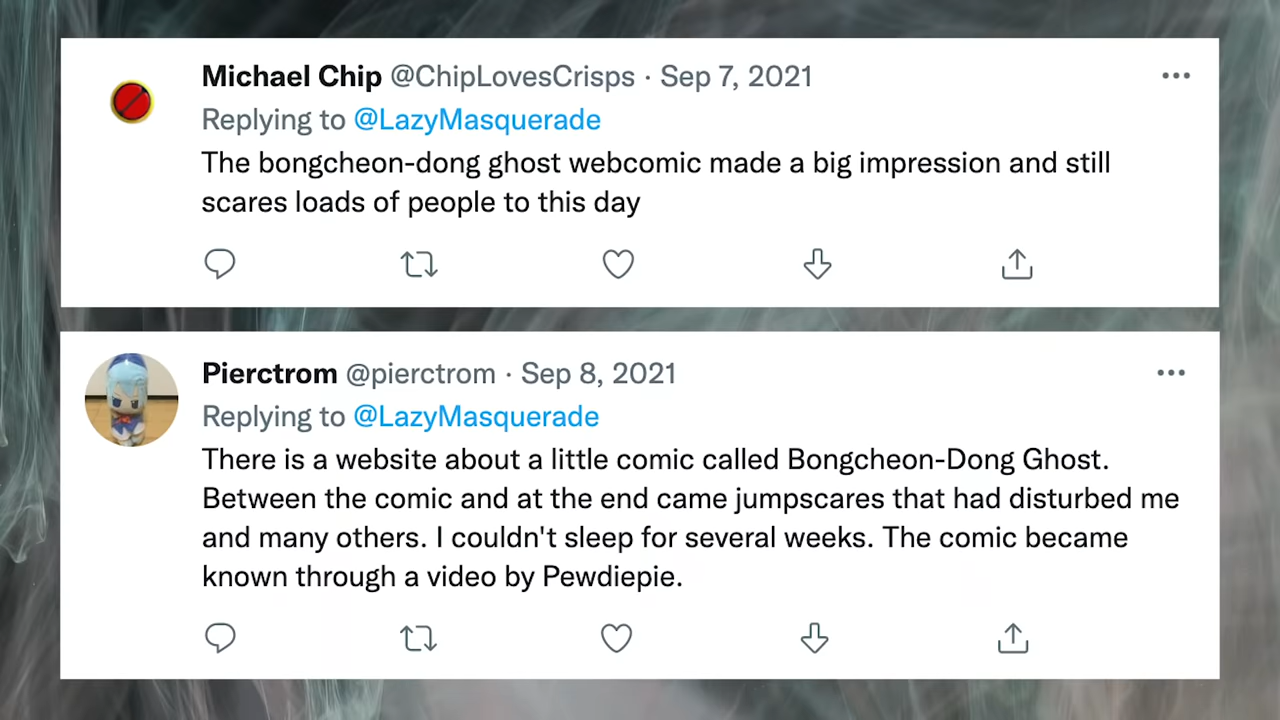 Michael Chip @ChipLovesCrisps · Sep 7, 2021
Replying to @LazyMasquerade
The bongcheon-dong ghost webcomic made a big impression and still
scares loads of people to this day
Pierctrom @pierctrom · Sep 8, 2021
Replying to @LazyMasquerade
There is a website about a little comic called Bongcheon-Dong Ghost.
Between the comic and at the end came jumpscares that had disturbed me
and many others. I couldn't sleep for several weeks. The comic became
known through a video by Pewdiepie.